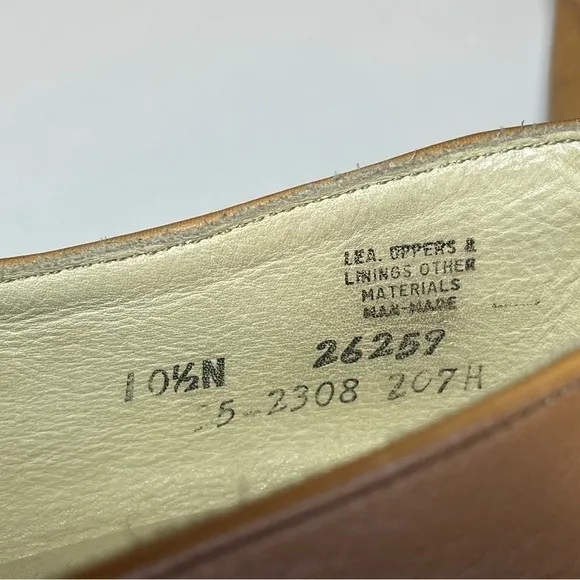 LEA. UPPERS &
LININGS OTHER
MATERIALS
MAN-MADE
10½N 26259
5-2308 207H